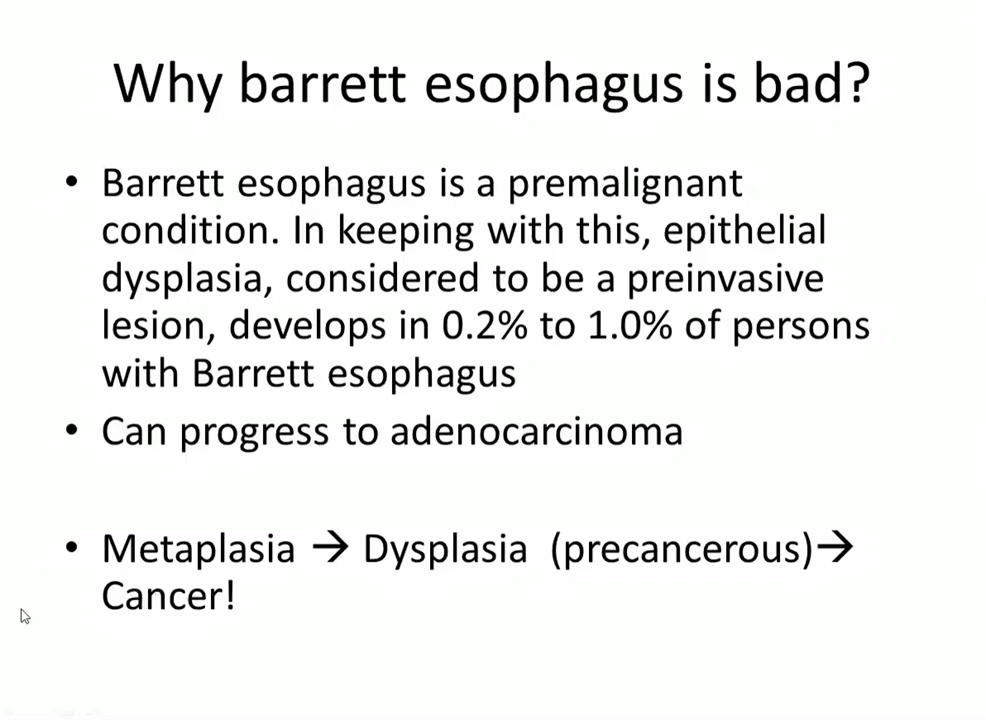 Why barrett esophagus is bad?
• Barrett esophagus is a premalignant
condition. In keeping with this, epithelial
dysplasia, considered to be a preinvasive
lesion, develops in 0.2% to 1.0% of persons
with Barrett esophagus
• Can progress to adenocarcinoma
• Metaplasia → Dysplasia (precancerous)→
Cancer!